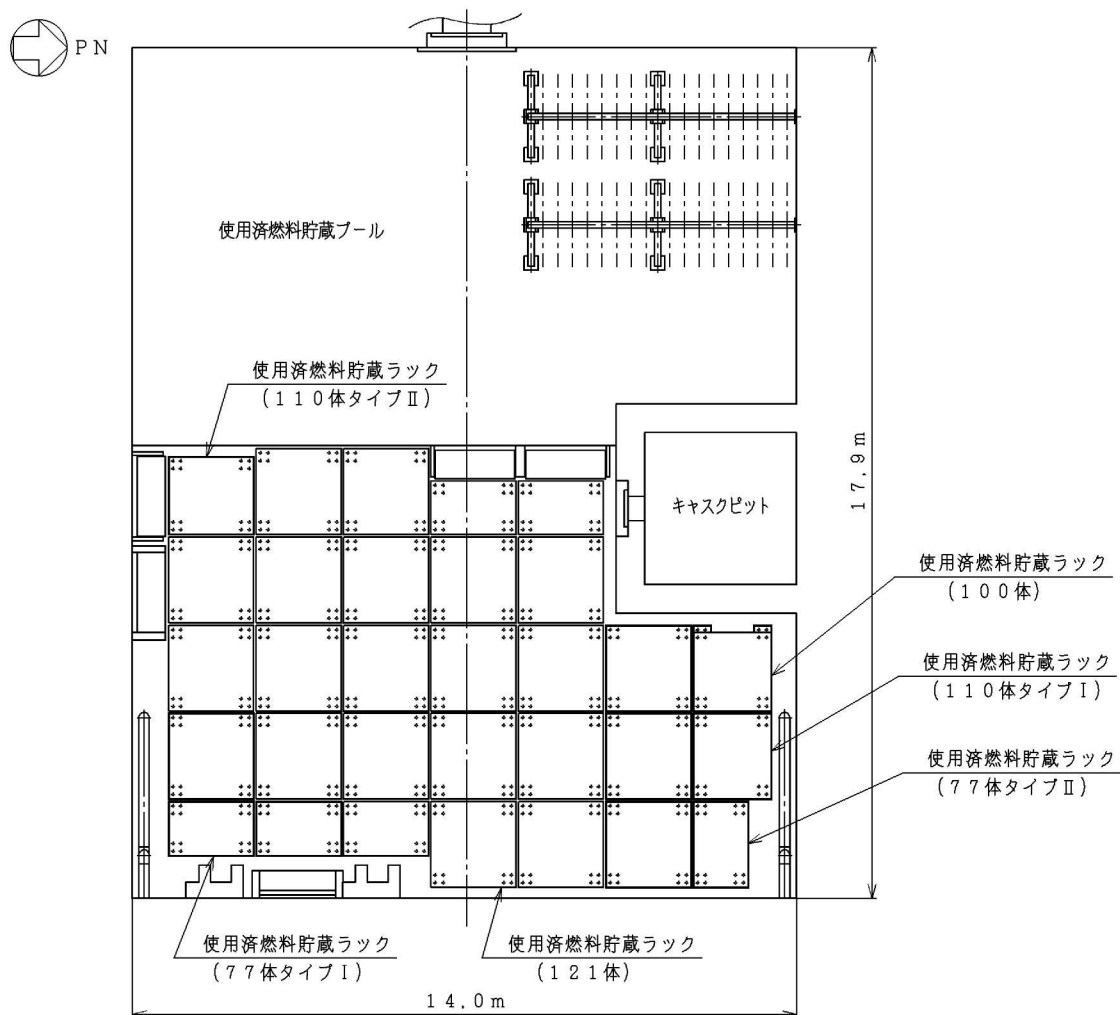 PN
使用済燃料貯蔵プール
使用済燃料貯蔵ラック
(110体タイプⅡ)
17.9m
キャスクピット
使用済燃料貯蔵ラック
(100体)
使用済燃料貯蔵ラック
(110体タイプⅠ)
使用済燃料貯蔵ラック
(77体タイプⅡ)
使用済燃料貯蔵ラック
(77体タイプⅠ)
使用済燃料貯蔵ラック
(121体)
14.0m